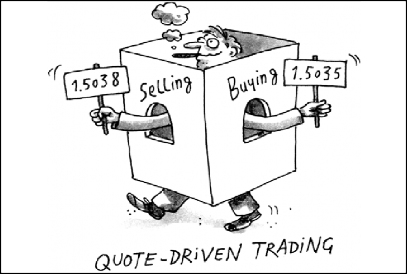 1.5038
Selling
Buying
1.5035
QUOTE-DRIVEN TRADING